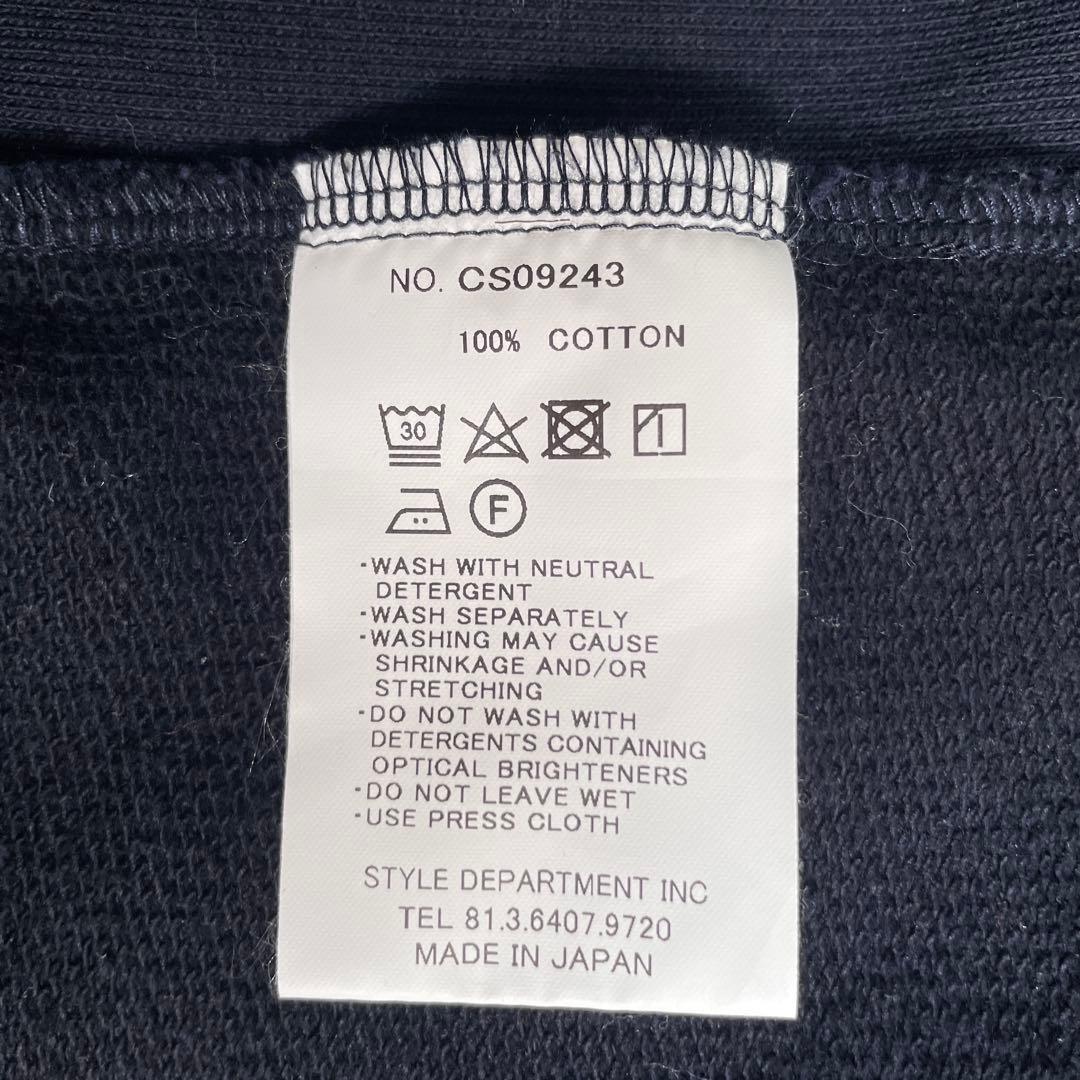 NO. CS09243
100% COTTON
30
F
·WASH WITH NEUTRAL
DETERGENT
·WASH SEPARATELY
·WASHING MAY CAUSE
SHRINKAGE AND/OR
STRETCHING
·DO NOT WASH WITH
DETERGENTS CONTAINING
OPTICAL BRIGHTENERS
·DO NOT LEAVE WET
·USE PRESS CLOTH
STYLE DEPARTMENT INC
TEL 81.3.6407.9720
MADE IN JAPAN